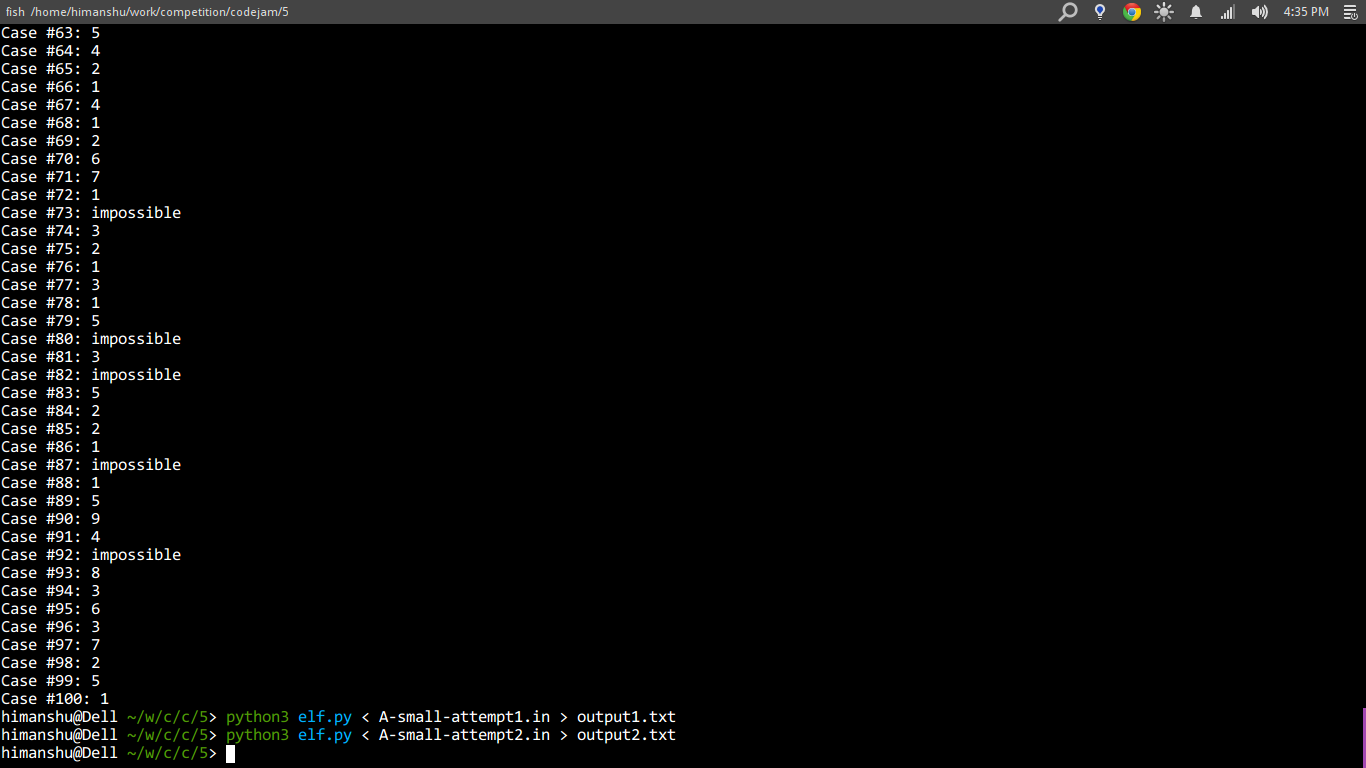 fish /home/himanshu/work/competition/codejam/5 4:35 PM
Case #63: 5
Case #64: 4
Case #65: 2
Case #66: 1
Case #67: 4
Case #68: 1
Case #69: 2
Case #70: 6
Case #71: 7
Case #72: 1
Case #73: impossible
Case #74: 3
Case #75: 2
Case #76: 1
Case #77: 3
Case #78: 1
Case #79: 5
Case #80: impossible
Case #81: 3
Case #82: impossible
Case #83: 5
Case #84: 2
Case #85: 2
Case #86: 1
Case #87: impossible
Case #88: 1
Case #89: 5
Case #90: 9
Case #91: 4
Case #92: impossible
Case #93: 8
Case #94: 3
Case #95: 6
Case #96: 3
Case #97: 7
Case #98: 2
Case #99: 5
Case #100: 1
himanshu@Dell ~/w/c/c/5> python3 elf.py < A-small-attempt1.in > output1.txt
himanshu@Dell ~/w/c/c/5> python3 elf.py < A-small-attempt2.in > output2.txt
himanshu@Dell ~/w/c/c/5>